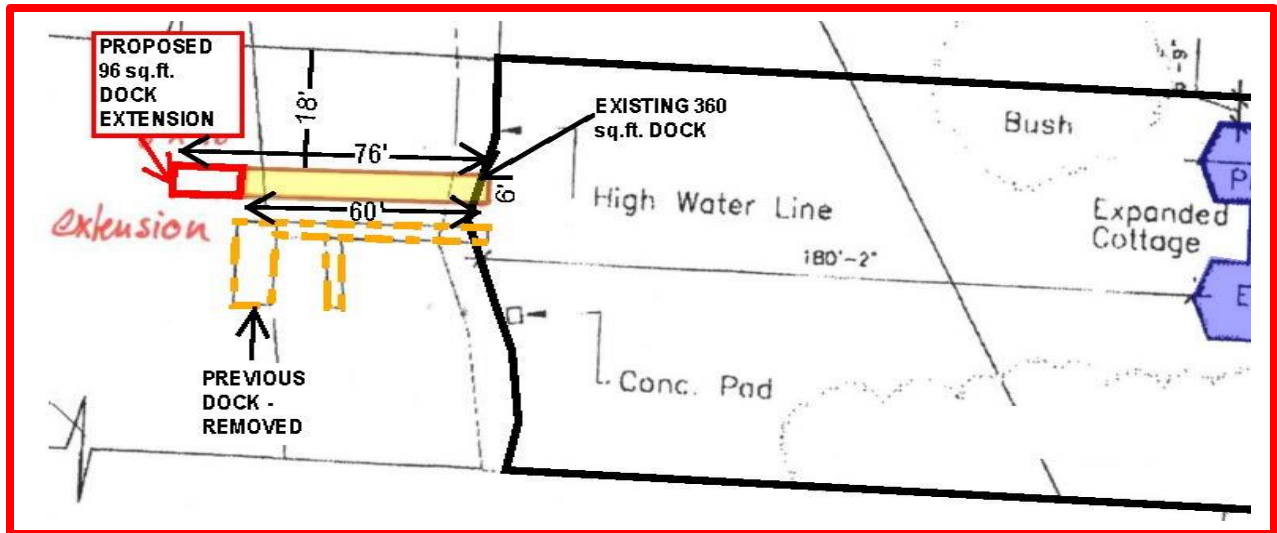 PROPOSED
96 sq.ft.
DOCK
EXTENSION
18'
EXISTING 360
sq.ft. DOCK
76'
6'
60'
extension
High Water Line
Bush
Expanded
Cottage
180'-2"
PREVIOUS
DOCK -
REMOVED
Conc. Pad
P
E